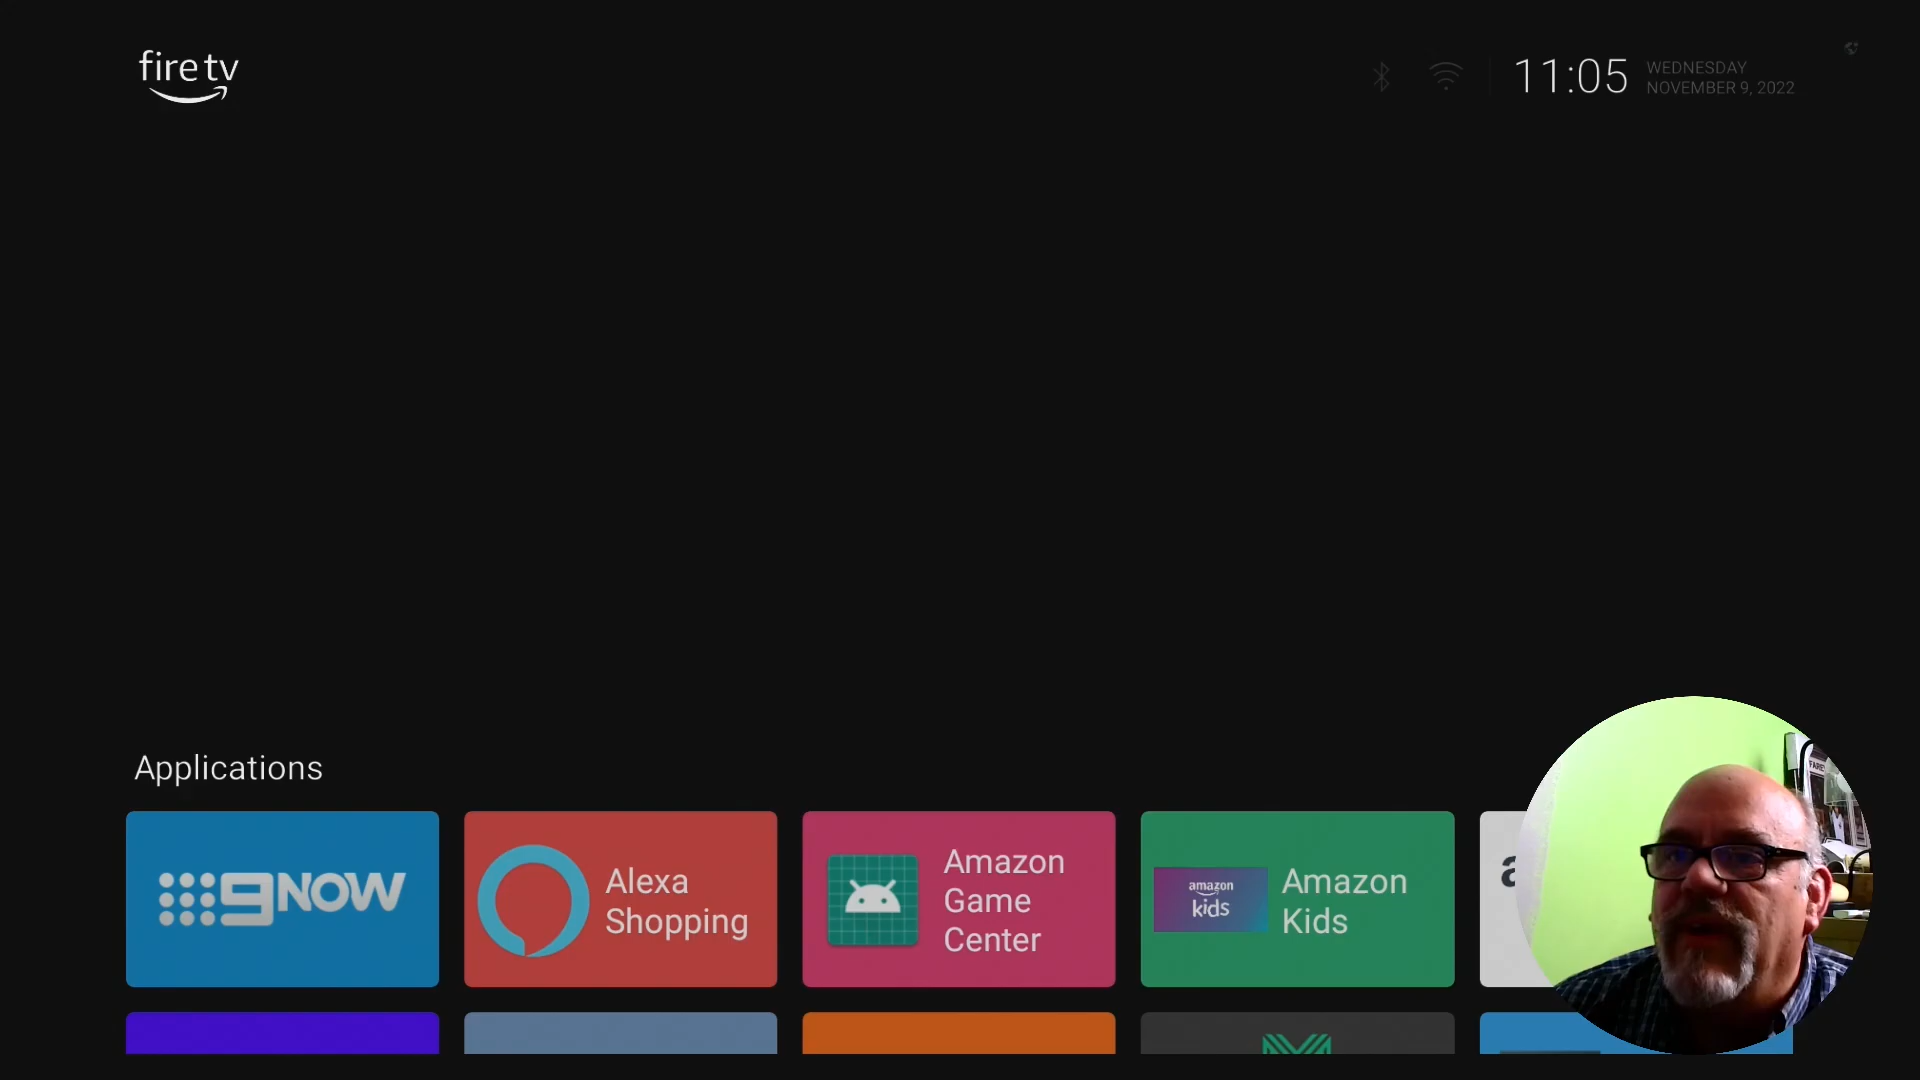 fire tv
11:05
WEDNESDAY
NOVEMBER 9, 2022
Applications
9NOW
Alexa
Shopping
Amazon
Game
Center
amazon
kids
Amazon
Kids
a